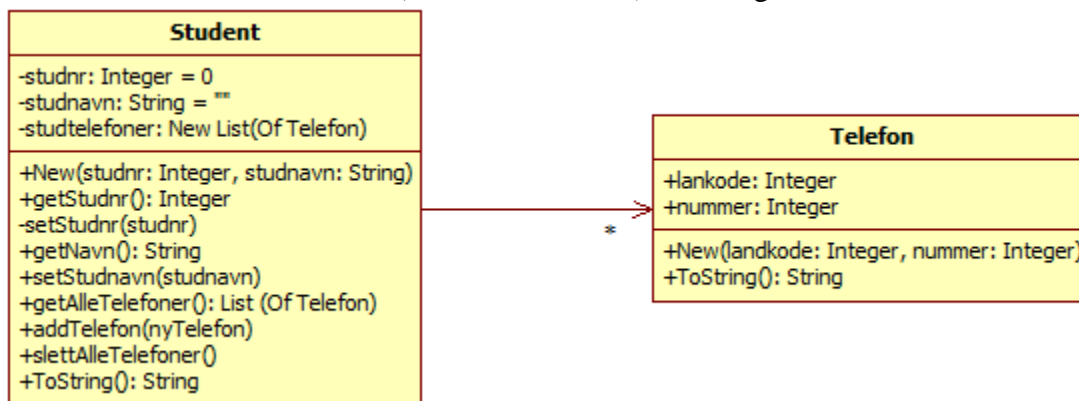 Student
-studnr: Integer = 0
-studnavn: String = ""
-studtelefoner: New List(Of Telefon)
+New(studnr: Integer, studnavn: String)
+getStudnr(): Integer
-setStudnr(studnr)
+getNavn(): String
+setStudnavn(studnavn)
+getAlleTelefoner(): List (Of Telefon)
+addTelefon(nyTelefon)
+slettAlleTelefoner()
+ToString(): String
*
Telefon
+lankode: Integer
+nummer: Integer
+New(landkode: Integer, nummer: Integer)
+ToString(): String